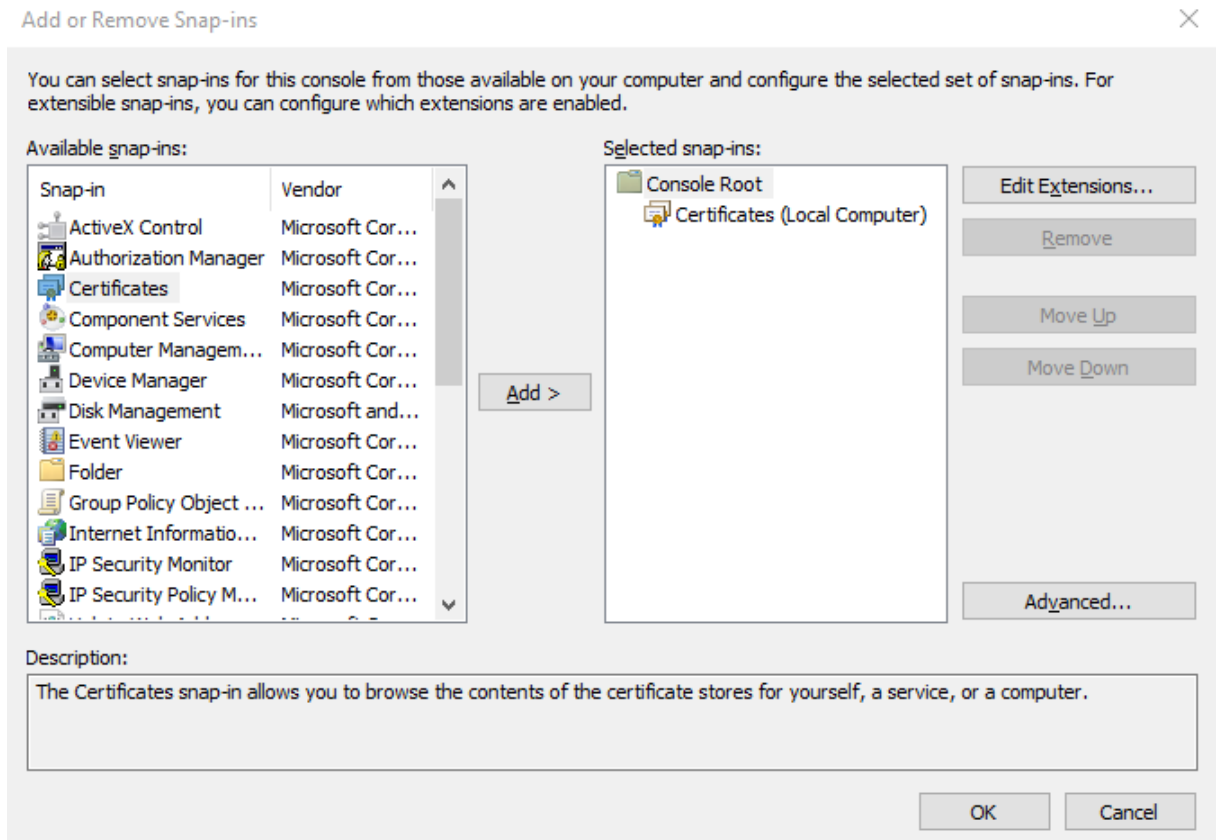 Add or Remove Snap-ins
You can select snap-ins for this console from those available on your computer and configure the selected set of snap-ins. For
extensible snap-ins, you can configure which extensions are enabled.
Available snap-ins:
Snap-in Vendor
ActiveX Control Microsoft Cor...
Authorization Manager Microsoft Cor...
Certificates Microsoft Cor...
Component Services Microsoft Cor...
Computer Managem... Microsoft Cor...
Device Manager Microsoft Cor...
Disk Management Microsoft and...
Event Viewer Microsoft Cor...
Folder Microsoft Cor...
Group Policy Object ... Microsoft Cor...
Internet Informatio... Microsoft Cor...
IP Security Monitor Microsoft Cor...
IP Security Policy M... Microsoft Cor...
Add >
Selected snap-ins:
Console Root
Certificates (Local Computer)
Edit Extensions...
Remove
Move Up
Move Down
Advanced...
Description:
The Certificates snap-in allows you to browse the contents of the certificate stores for yourself, a service, or a computer.
OK Cancel